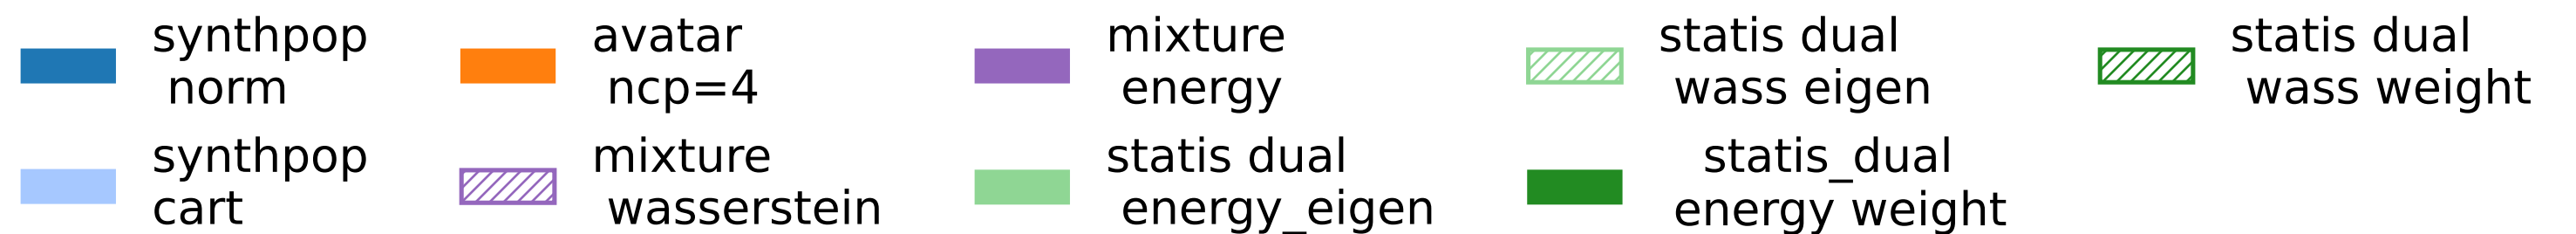 synthpop
norm
avatar
ncp=4
mixture
energy
statis dual
wass eigen
statis dual
wass weight
synthpop
cart
mixture
wasserstein
statis dual
energy_eigen
statis_dual
energy weight